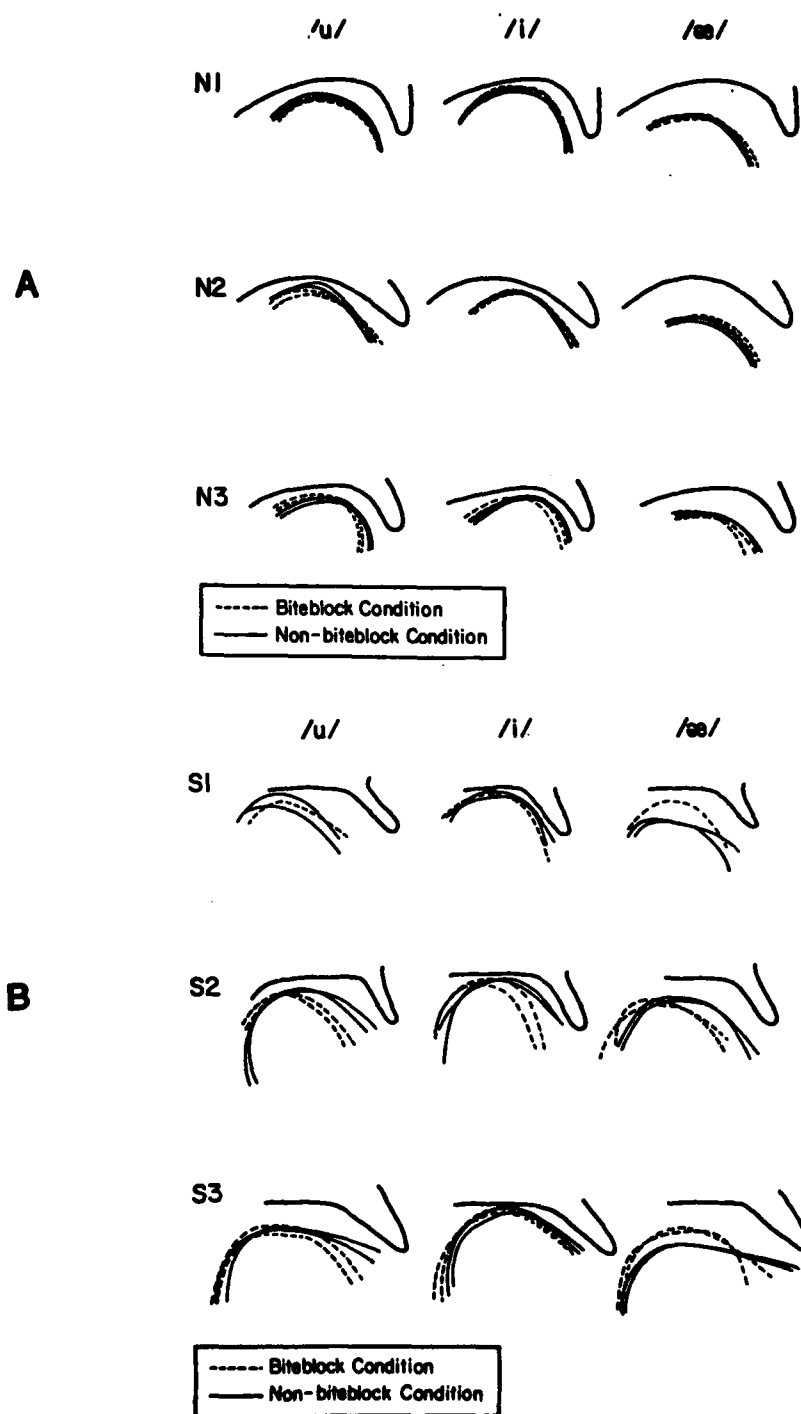 /u/ /i/ /æ/
N1
A
N2
N3
Biteblock Condition
Non-biteblock Condition
/u/ /i/ /æ/
S1
S2
B
S3
Biteblock Condition
Non-biteblock Condition